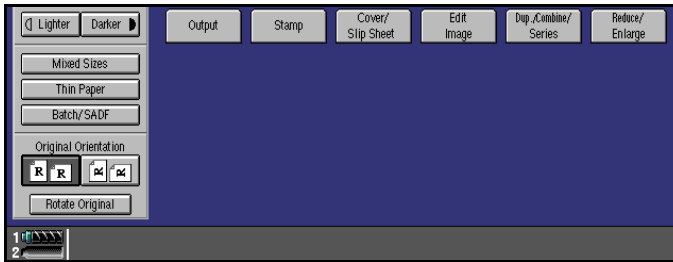 Lighter Darker Output Stamp Cover/ Edit Dup./Combine/ Reduce/
Slip Sheet Image Series Enlarge
Mixed Sizes
Thin Paper
Batch/SADF
Original Orientation
R R R R
Rotate Original
1
2